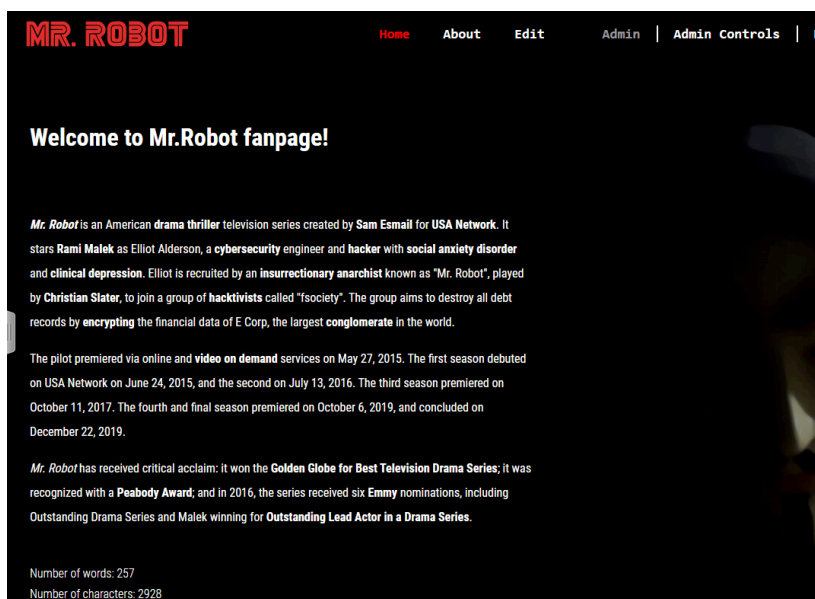 MR. ROBOT
Home About Edit Admin | Admin Controls |
Welcome to Mr.Robot fanpage!
Mr. Robot is an American drama thriller television series created by Sam Esmail for USA Network. It
stars Rami Malek as Elliot Alderson, a cybersecurity engineer and hacker with social anxiety disorder
and clinical depression. Elliot is recruited by an insurrectionary anarchist known as "Mr. Robot", played
by Christian Slater, to join a group of hacktivists called "fsociety". The group aims to destroy all debt
records by encrypting the financial data of E Corp, the largest conglomerate in the world.
The pilot premiered via online and video on demand services on May 27, 2015. The first season debuted
on USA Network on June 24, 2015, and the second on July 13, 2016. The third season premiered on
October 11, 2017. The fourth and final season premiered on October 6, 2019, and concluded on
December 22, 2019.
Mr. Robot has received critical acclaim: it won the Golden Globe for Best Television Drama Series; it was
recognized with a Peabody Award; and in 2016, the series received six Emmy nominations, including
Outstanding Drama Series and Malek winning for Outstanding Lead Actor in a Drama Series.
Number of words: 257
Number of characters: 2928